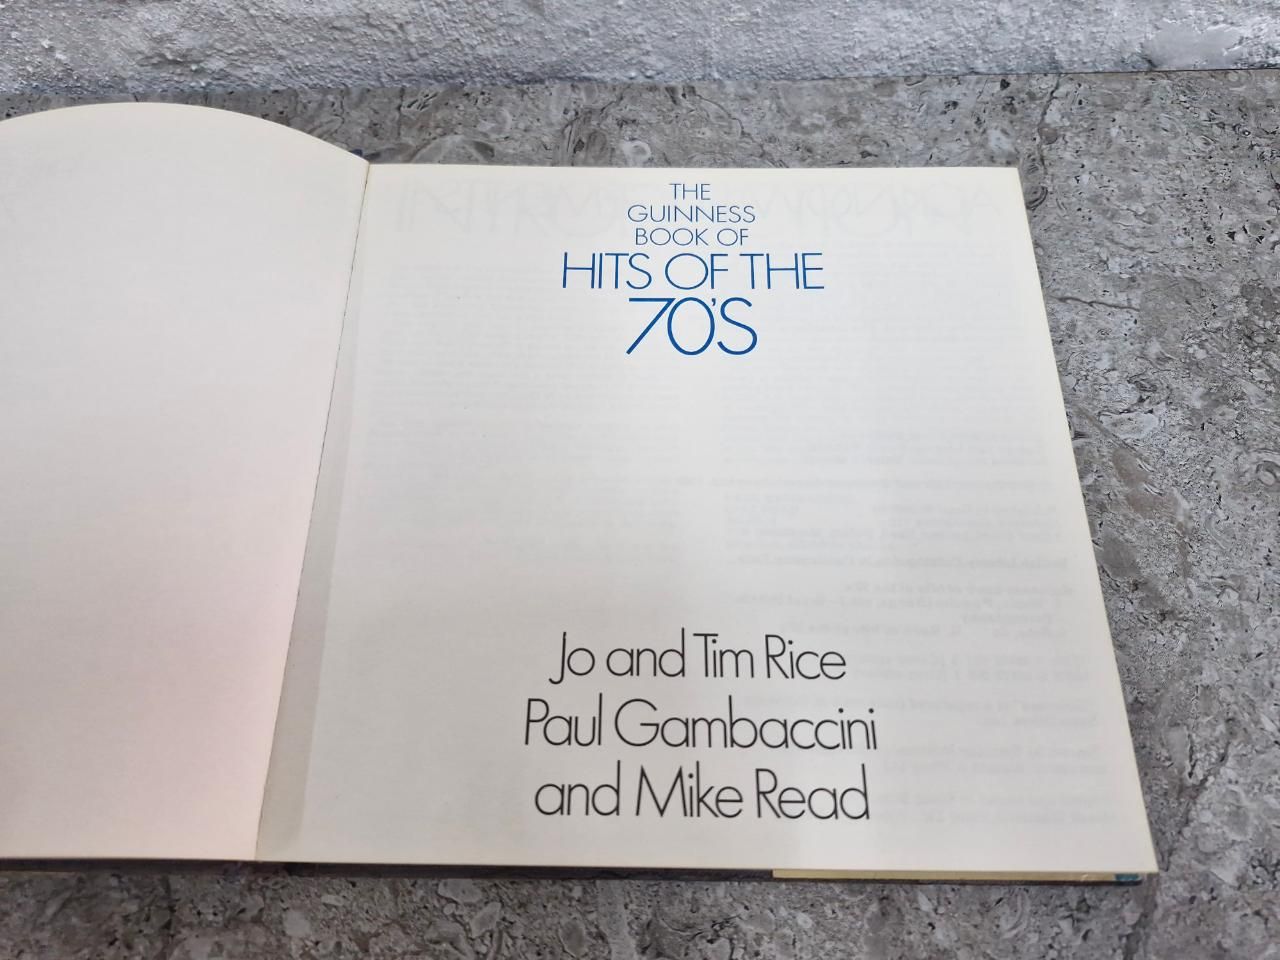 THE
GUINNESS
BOOK OF
HITS OF THE
70'S
Jo and Tim Rice
Paul Gambaccini
and Mike Read